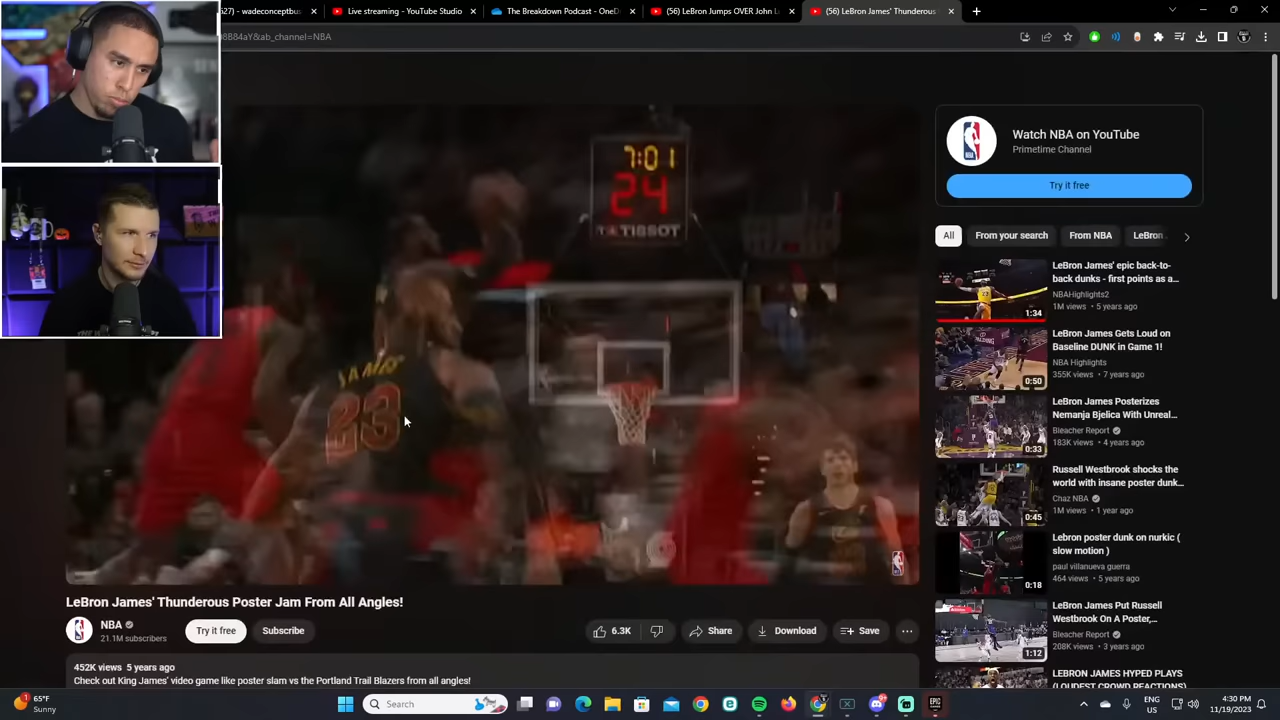 27) - wadeconceptbus
Live streaming - YouTube Studio
The Breakdown Podcast - OneD
(56) LeBron Jumps OVER John L
(56) LeBron James' Thunderous
8884aY&ab_channel=NBA
7:01
24
TISSOT
Watch NBA on YouTube
Primetime Channel
Try it free
All
From your search
From NBA
LeBron
LeBron James' epic back-to-
back dunks - first points as a...
NBAHighlights2
1M views • 5 years ago
1:34
LeBron James Gets Loud on
Baseline DUNK in Game 1!
NBA Highlights
355K views • 7 years ago
0:50
LeBron James Posterizes
Nemanja Bjelica With Unreal...
Bleacher Report
183K views • 4 years ago
0:33
Russell Westbrook shocks the
world with insane poster dunk...
Chaz NBA
1M views • 1 year ago
0:45
Lebron poster dunk on nurkic (
slow motion )
paul villanueva guerra
464 views • 5 years ago
0:18
LeBron James Put Russell
Westbrook On A Poster,...
Bleacher Report
208K views • 3 years ago
1:12
LEBRON JAMES HYPED PLAYS
(LOUDEST CROWD REACTIONS)
LeBron James' Thunderous Poster Jam From All Angles!
NBA
21.1M subscribers
Try it free
Subscribe
6.3K
Share
Download
Save
452K views 5 years ago
Check out King James' video game like poster slam vs the Portland Trail Blazers from all angles!
65°F
Sunny
Search
ENG
US
4:30 PM
11/19/2023